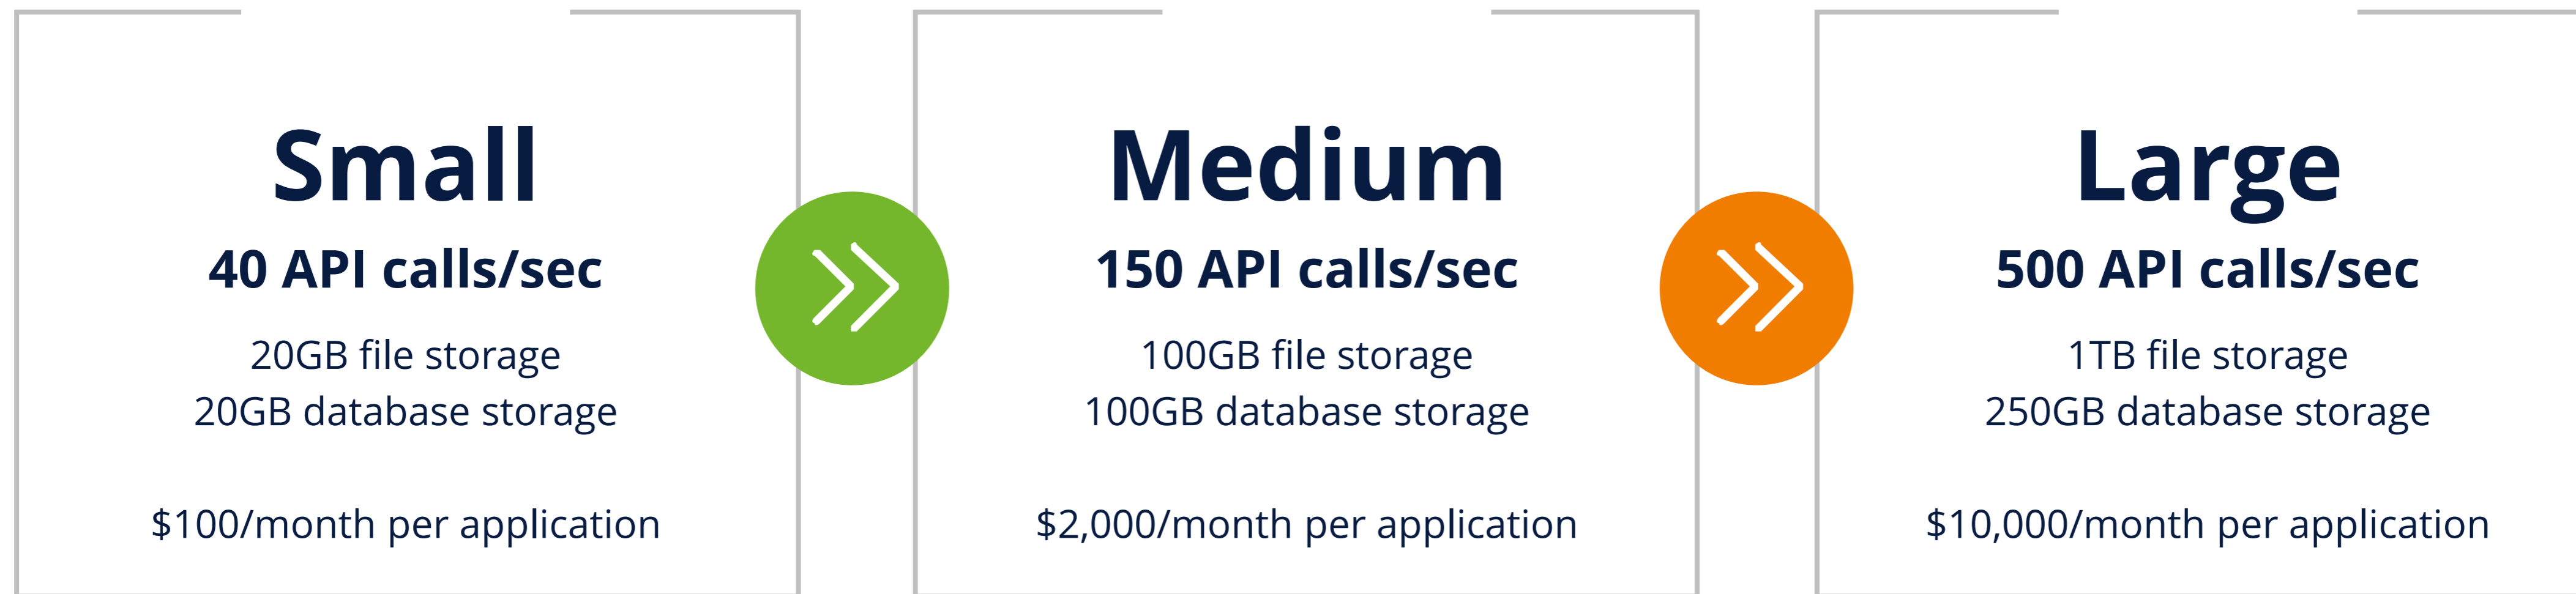 Small
40 API calls/sec
20GB file storage
20GB database storage
$100/month per application
Medium
150 API calls/sec
100GB file storage
100GB database storage
$2,000/month per application
Large
500 API calls/sec
1TB file storage
250GB database storage
$10,000/month per application